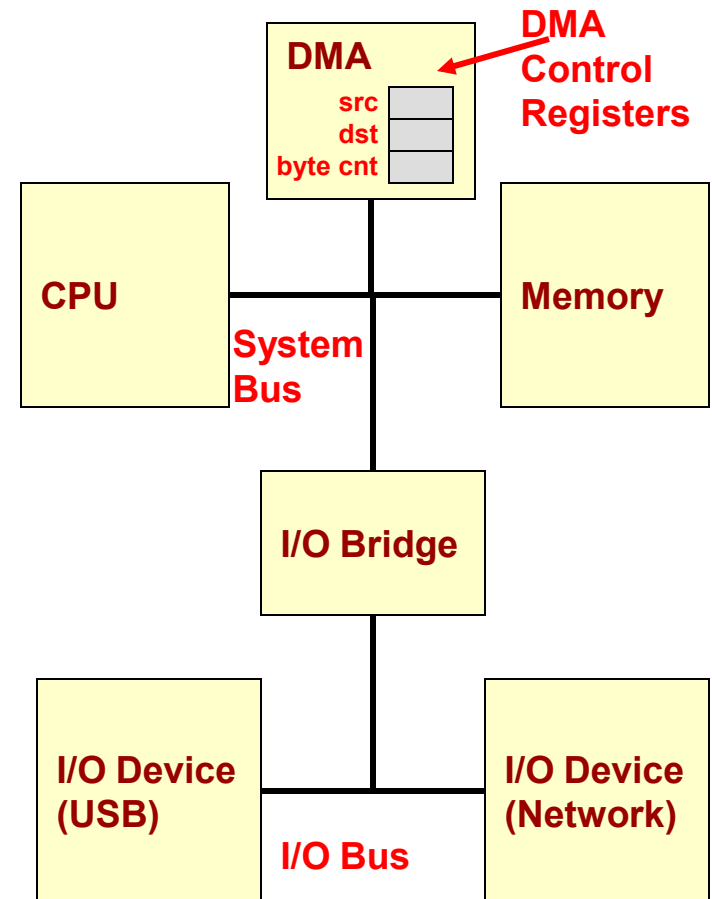 DMA
src
dst
byte cnt
DMA
Control
Registers
CPU
Memory
System
Bus
I/O Bridge
I/O Device
(USB)
I/O Device
(Network)
I/O Bus